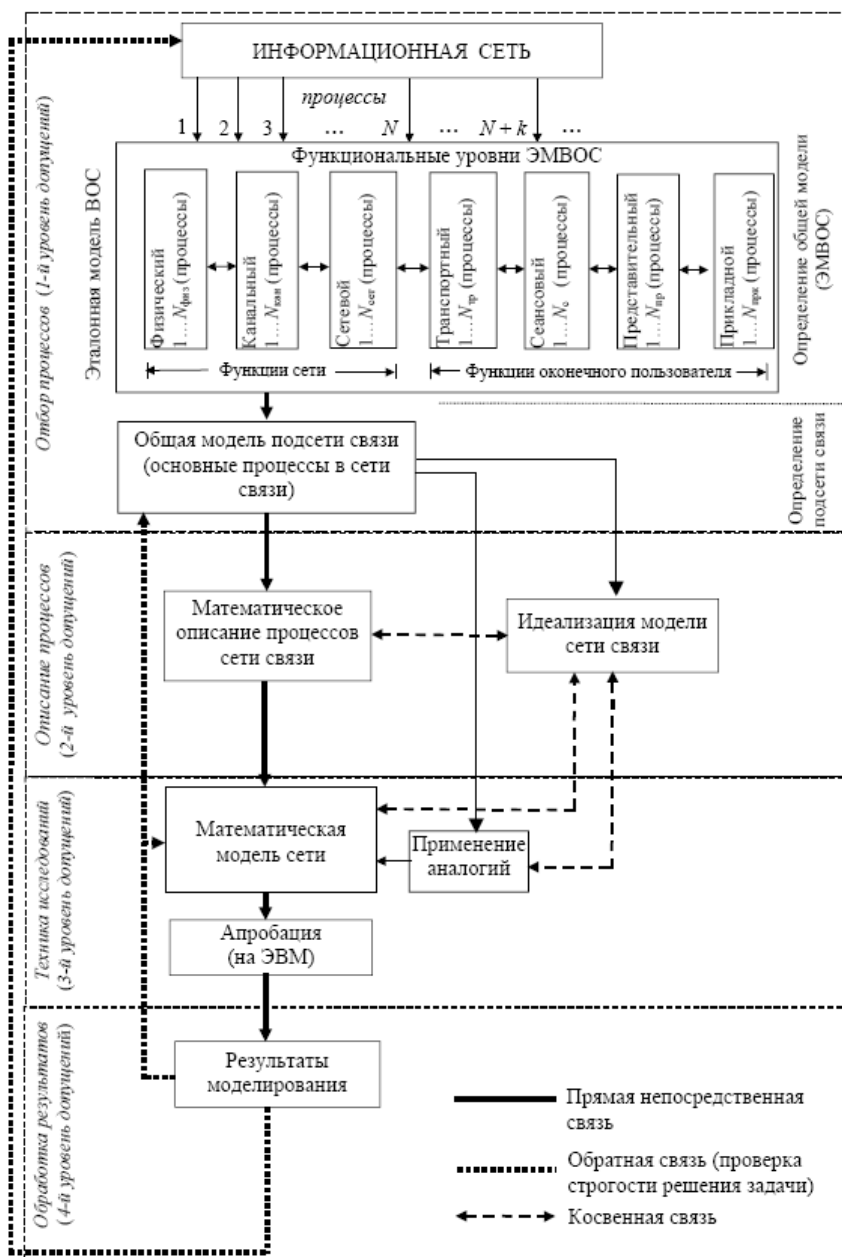 ИНФОРМАЦИОННАЯ СЕТЬ
процессы
1 2 3 ... N ... N + k ...
Функциональные уровни ЭМВОС
Физический
1…Nфиз (процессы)
Канальный
1…Nкан (процессы)
Сетевой
1…Nсет (процессы)
Транспортный
1…Nтр (процессы)
Сеансовый
1…Nс (процессы)
Представительный
1…Nпр (процессы)
Прикладной
1…Nпрк (процессы)
Функции сети
Функции оконечного пользователя
Эталонная модель ВОС
Отбор процессов (1-й уровень допущений)
Определение общей модели
(ЭМВОС)
Общая модель подсети связи
(основные процессы в сети
связи)
Определение
подсети связи
Описание процессов
(2-й уровень допущений)
Математическое
описание процессов
сети связи
Идеализация модели
сети связи
Техника исследований
(3-й уровень допущений)
Математическая
модель сети
Применение
аналогий
Апробация
(на ЭВМ)
Обработка результатов
(4-й уровень допущений)
Результаты
моделирования
Прямая непосредственная
связь
Обратная связь (проверка
строгости решения задачи)
Косвенная связь